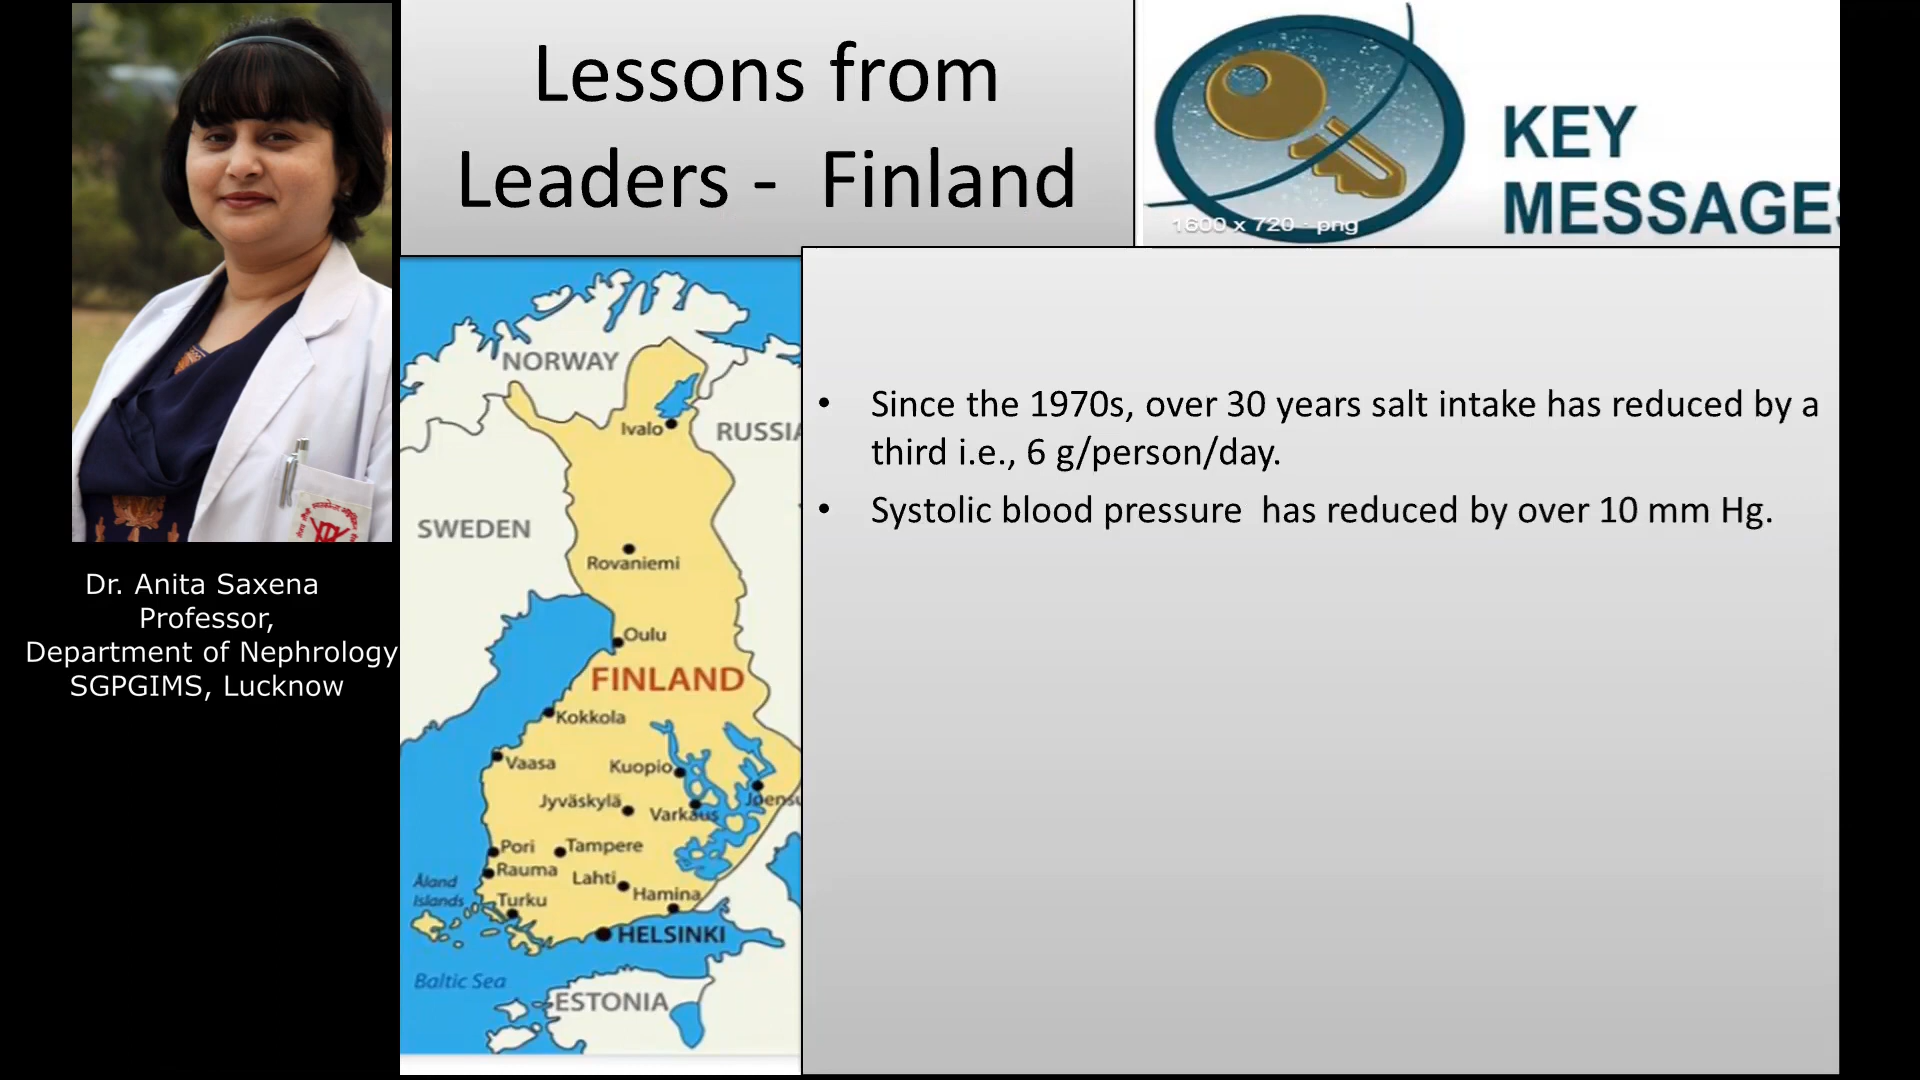 Lessons from
Leaders - Finland
KEY
MESSAGES
1600 x 720 - png
Since the 1970s, over 30 years salt intake has reduced by a
third i.e., 6 g/person/day.
Systolic blood pressure has reduced by over 10 mm Hg.
Dr. Anita Saxena
Professor,
Department of Nephrology
SGPGIMS, Lucknow
NORWAY
Ivalo
RUSSIA
SWEDEN
Rovaniemi
Oulu
FINLAND
Kokkola
Vaasa
Kuopio
Jyväskylä
Varkaus
Joensu
Pori
Tampere
Rauma
Lahti
Åland
Islands
Turku
Hamina
HELSINKI
Baltic Sea
ESTONIA